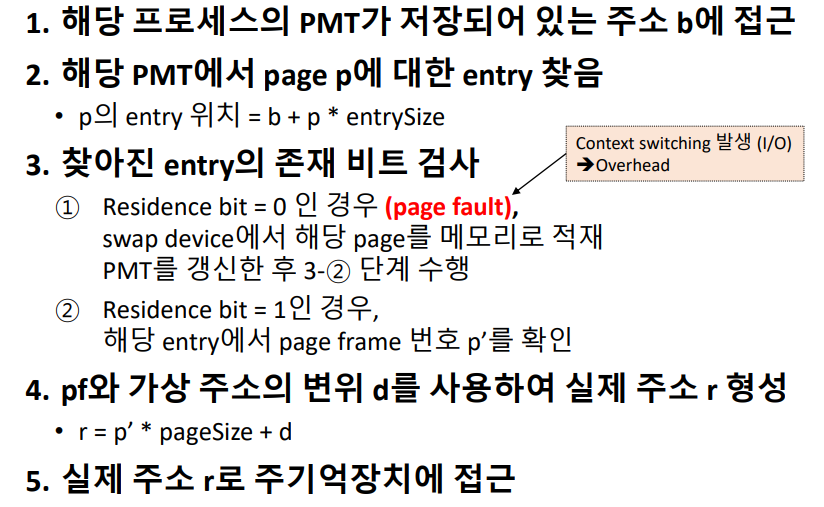 1. 해당 프로세스의 PMT가 저장되어 있는 주소 b에 접근
2. 해당 PMT에서 page p에 대한 entry 찾음
• p의 entry 위치 = b + p * entrySize
3. 찾아진 entry의 존재 비트 검사
Context switching 발생 (I/O)
➔Overhead
① Residence bit = 0 인 경우 (page fault),
swap device에서 해당 page를 메모리로 적재
PMT를 갱신한 후 3-② 단계 수행
② Residence bit = 1인 경우,
해당 entry에서 page frame 번호 p’를 확인
4. pf와 가상 주소의 변위 d를 사용하여 실제 주소 r 형성
• r = p’ * pageSize + d
5. 실제 주소 r로 주기억장치에 접근